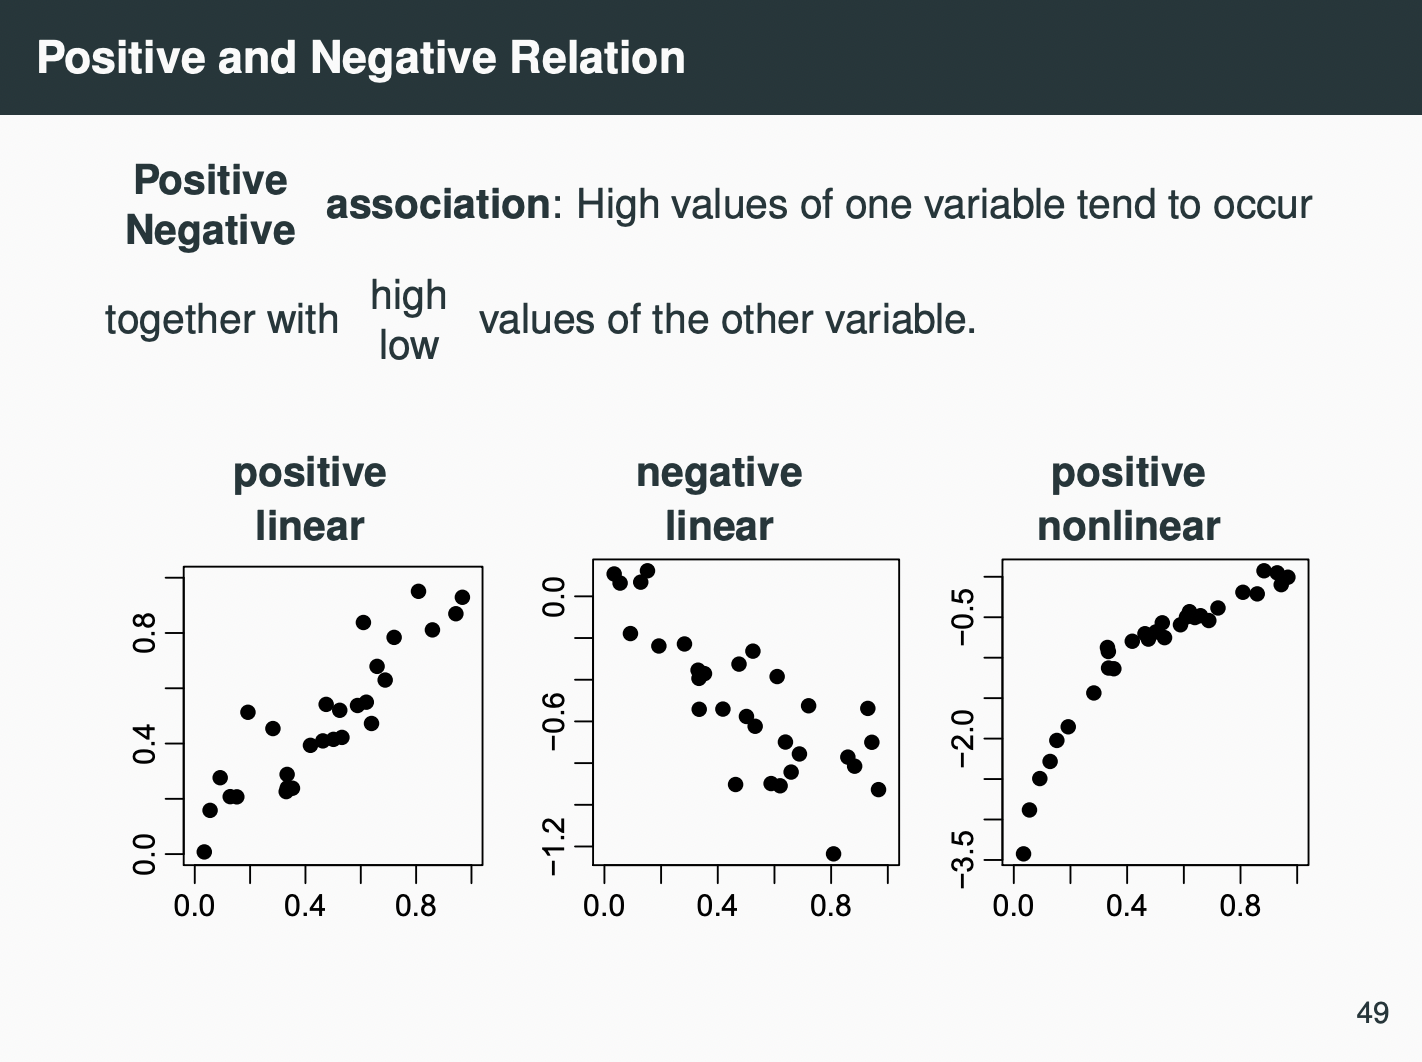 Positive and Negative Relation
Positive
Negative
association: High values of one variable tend to occur
together with
high
low
values of the other variable.
positive
linear
negative
linear
positive
nonlinear
0.8
0.4
0.0
0.0 0.4 0.8
0.0
−0.6
−1.2
0.0 0.4 0.8
−0.5
−2.0
−3.5
0.0 0.4 0.8
49